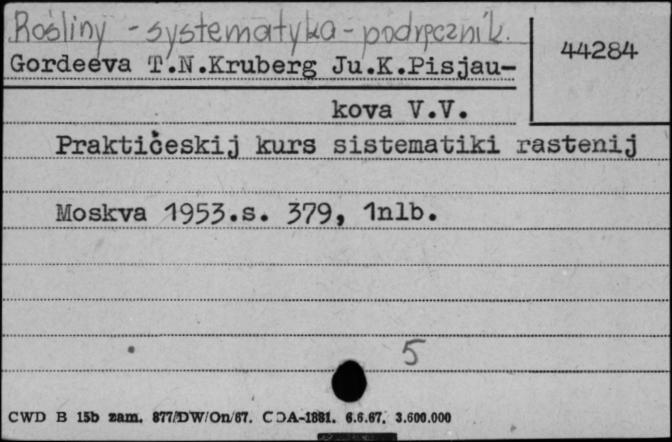 Rośliny - systematyka - podręcznik.
44284
Gordeeva T.N.Kruberg Ju.K.Pisjau-
kova V.V.
Praktičeskij kurs sistematiki rastenij
Moskva 1953.s. 379, 1nlb.
5
CWD B 15b zam. 877/DW/On/67. CDA-1881. 6.6.67. 3.600.000